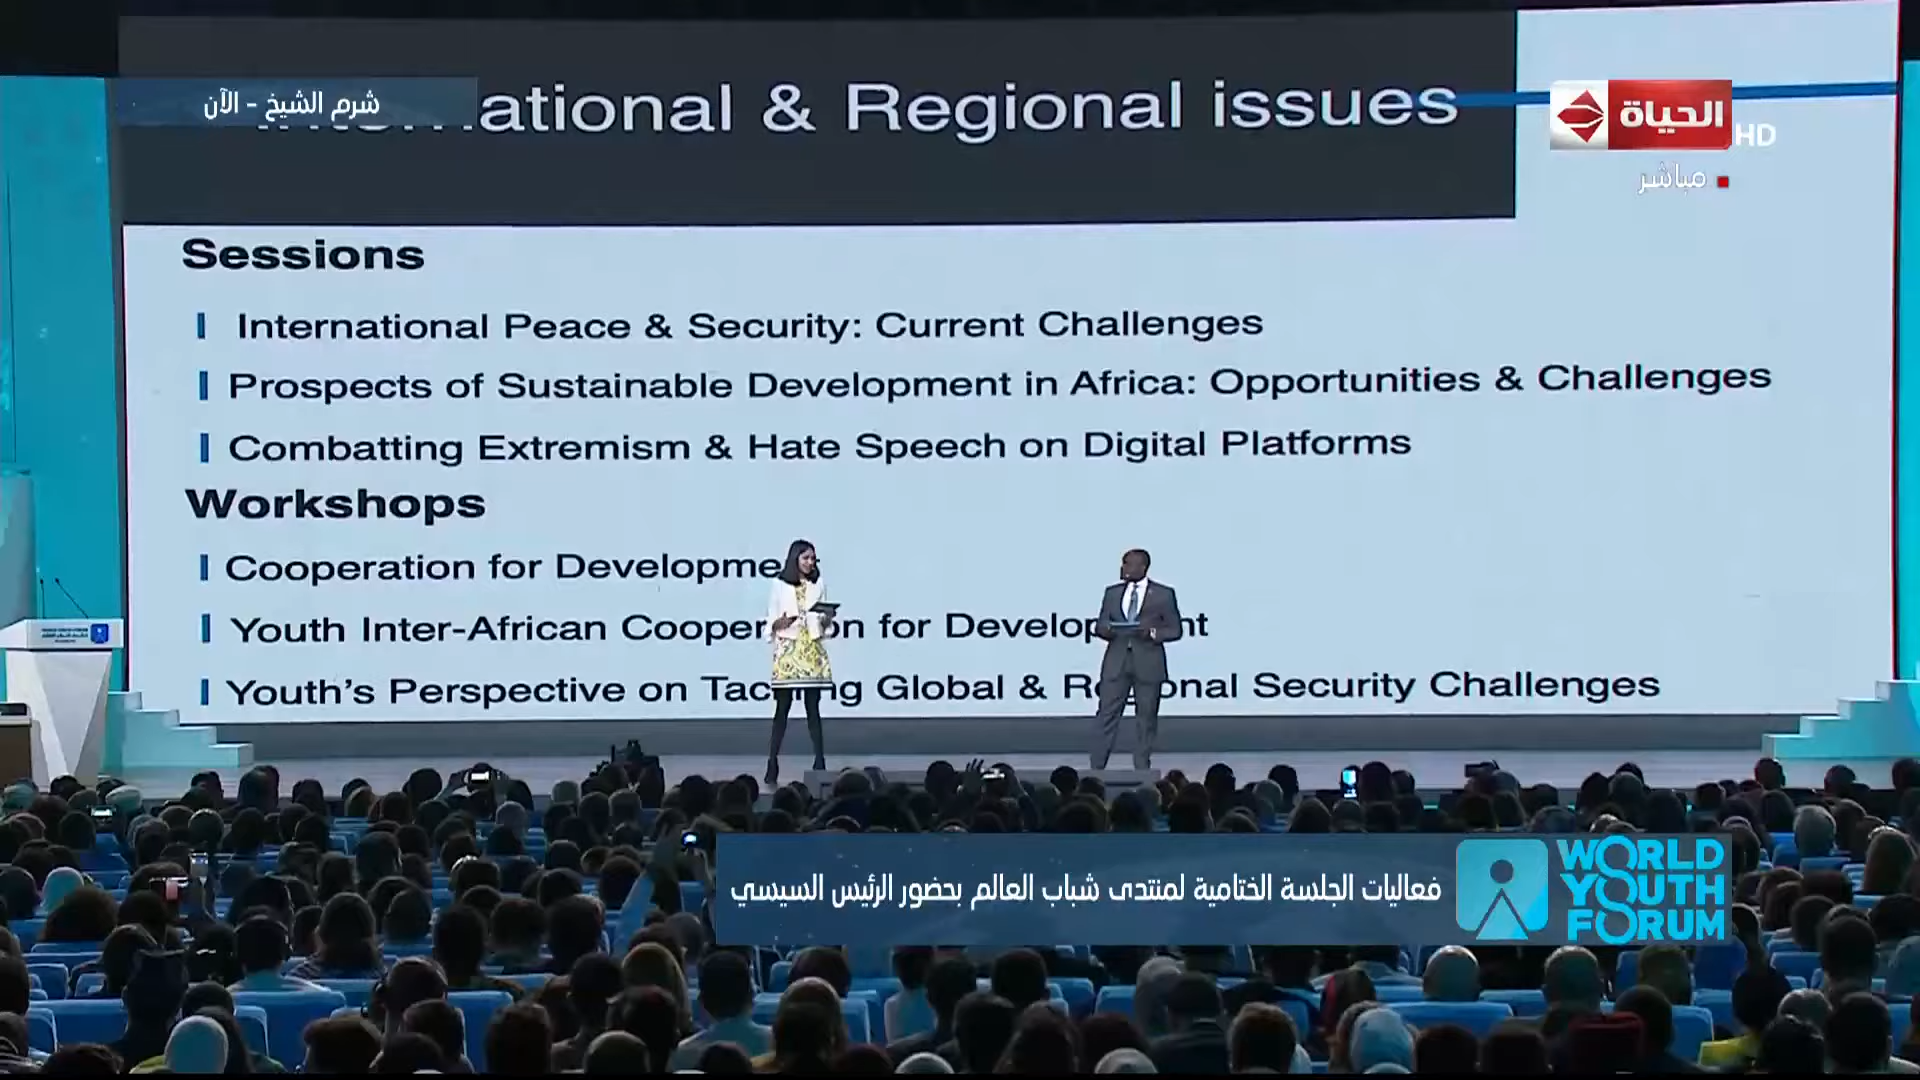 شرم الشيخ - الآن
ational & Regional issues
الحياة
HD
مباشر
Sessions
International Peace & Security: Current Challenges
Prospects of Sustainable Development in Africa: Opportunities & Challenges
Combatting Extremism & Hate Speech on Digital Platforms
Workshops
Cooperation for Developme
Youth Inter-African Cooper on for Develop nt
Youth's Perspective on Tac ng Global & R onal Security Challenges
فعاليات الجلسة الختامية لمنتدى شباب العالم بحضور الرئيس السيسي
WORLD
YOUTH
FORUM